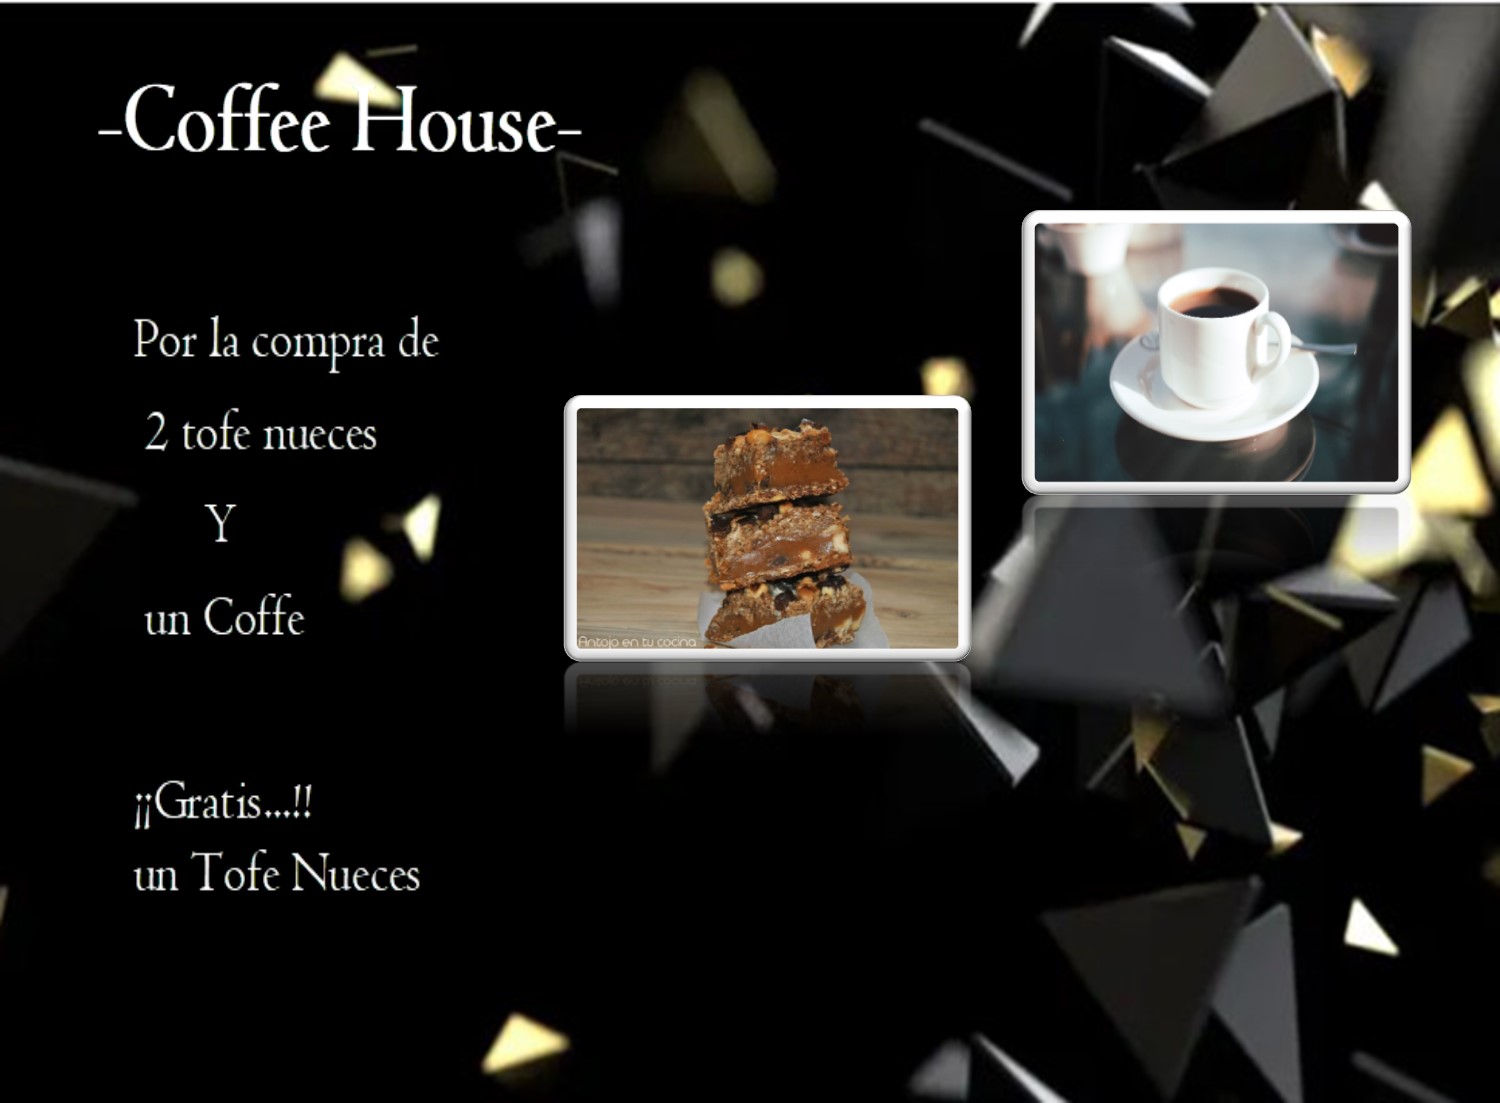 -Coffee House-
Por la compra de
2 tofe nueces
Y
un Coffe
Antojo en tu cocina
¡¡Gratis...!!
un Tofe Nueces